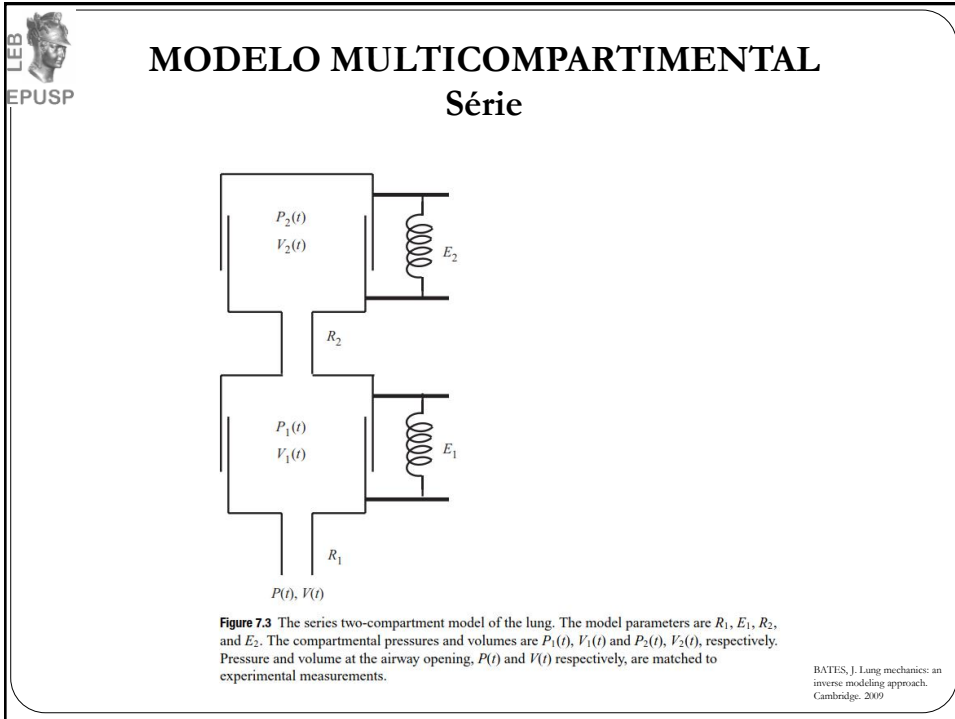 LEB
EPUSP
MODELO MULTICOMPARTIMENTAL
Série
P2(t)
V2(t)
E2
R2
P1(t)
V1(t)
E1
R1
P(t), V(t)
Figure 7.3 The series two-compartment model of the lung. The model parameters are R1, E1, R2,
and E2. The compartmental pressures and volumes are P1(t), V1(t) and P2(t), V2(t), respectively.
Pressure and volume at the airway opening, P(t) and V(t) respectively, are matched to
experimental measurements.
BATES, J. Lung mechanics: an
inverse modeling approach.
Cambridge. 2009